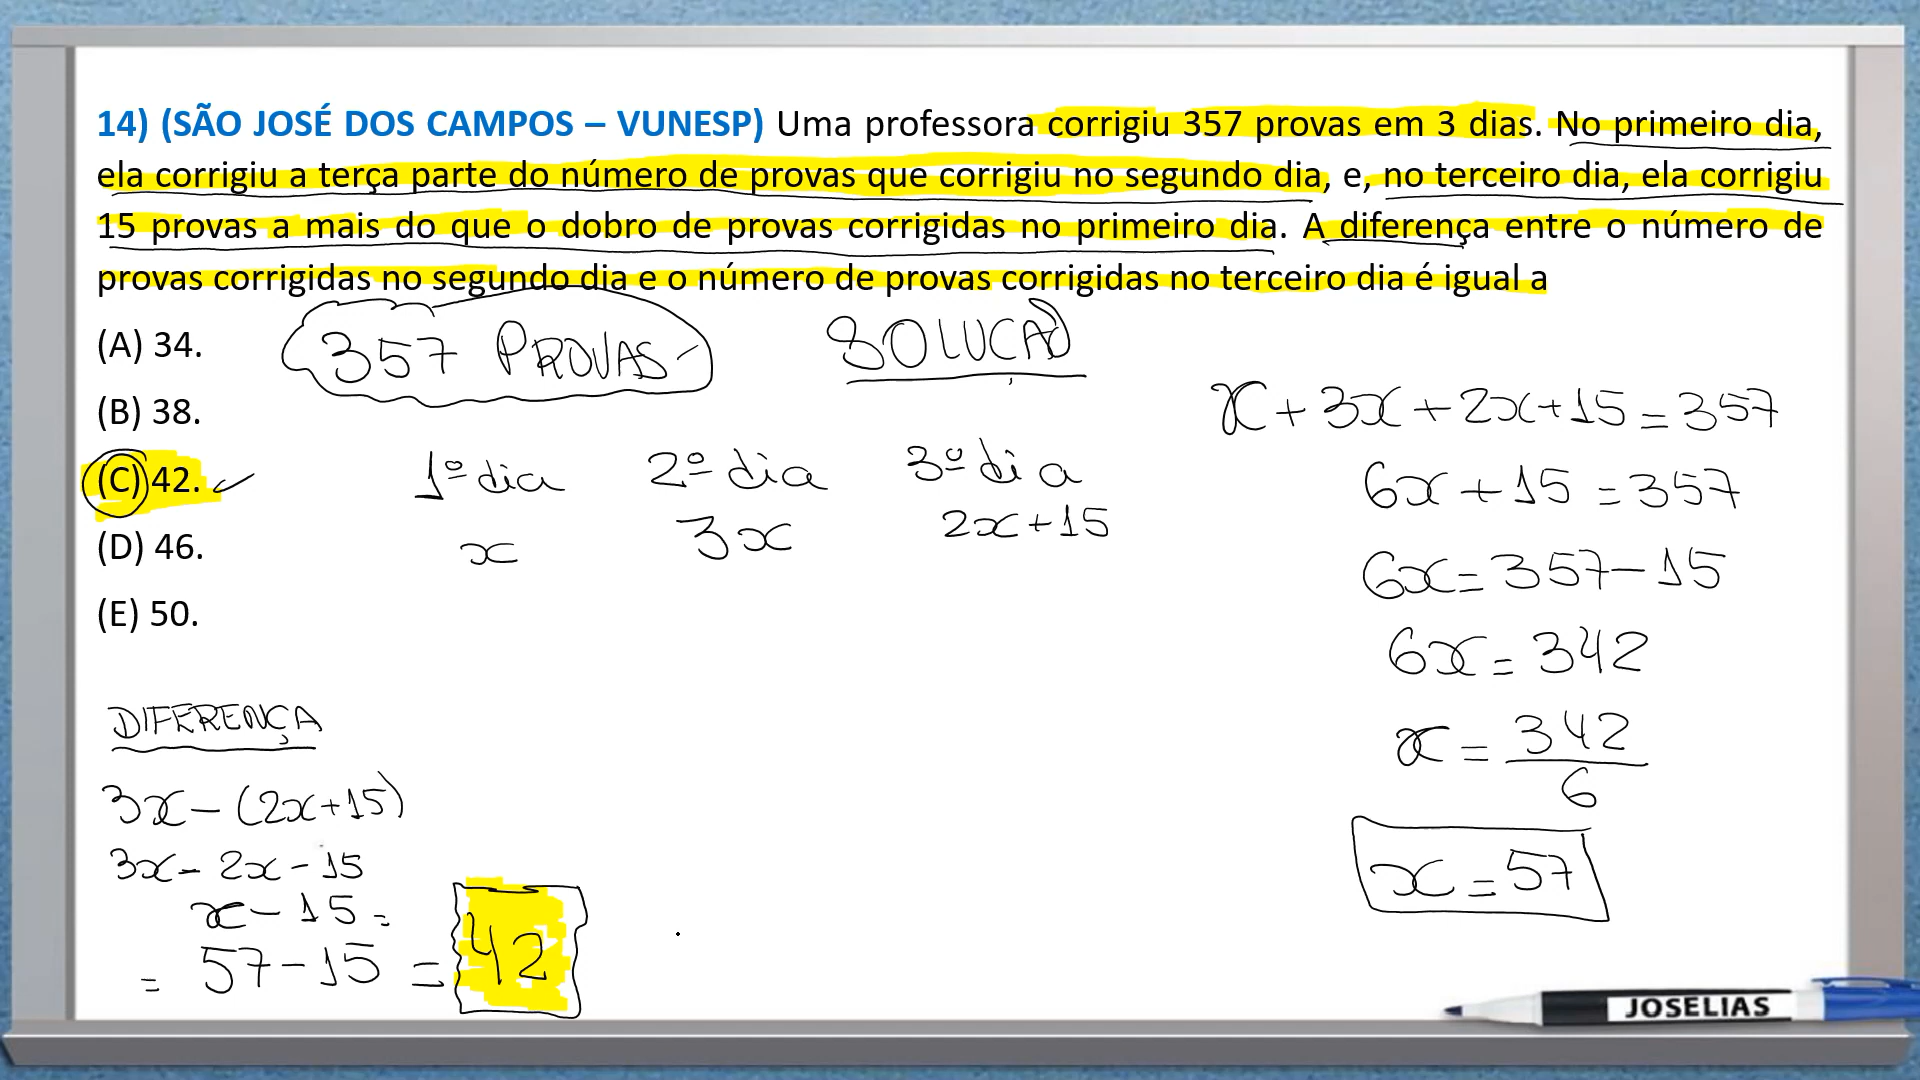 14) (SÃO JOSÉ DOS CAMPOS – VUNESP) Uma professora corrigiu 357 provas em 3 dias. No primeiro dia,
ela corrigiu a terça parte do número de provas que corrigiu no segundo dia, e, no terceiro dia, ela corrigiu
15 provas a mais do que o dobro de provas corrigidas no primeiro dia. A diferença entre o número de
provas corrigidas no segundo dia e o número de provas corrigidas no terceiro dia é igual a
(A) 34.
(B) 38.
(C) 42.
(D) 46.
(E) 50.
357 PROVAS
SOLUÇÃO
1º dia 2º dia 3º dia
x 3x 2x+15
x+3x+2x+15=357
6x+15=357
6x=357-15
6x=342
x=342/6
x=57
DIFERENÇA
3x-(2x+15)
3x-2x-15
x-15=
=57-15=42
JOSELIAS